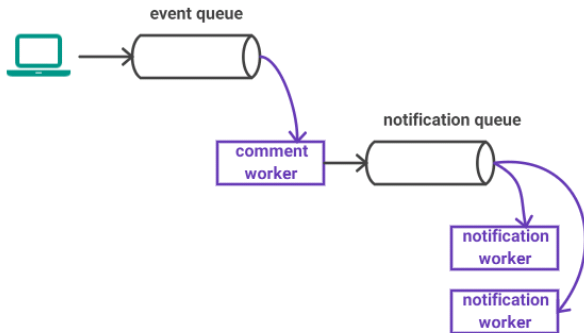 event queue
comment
worker
notification queue
notification
worker
notification
worker